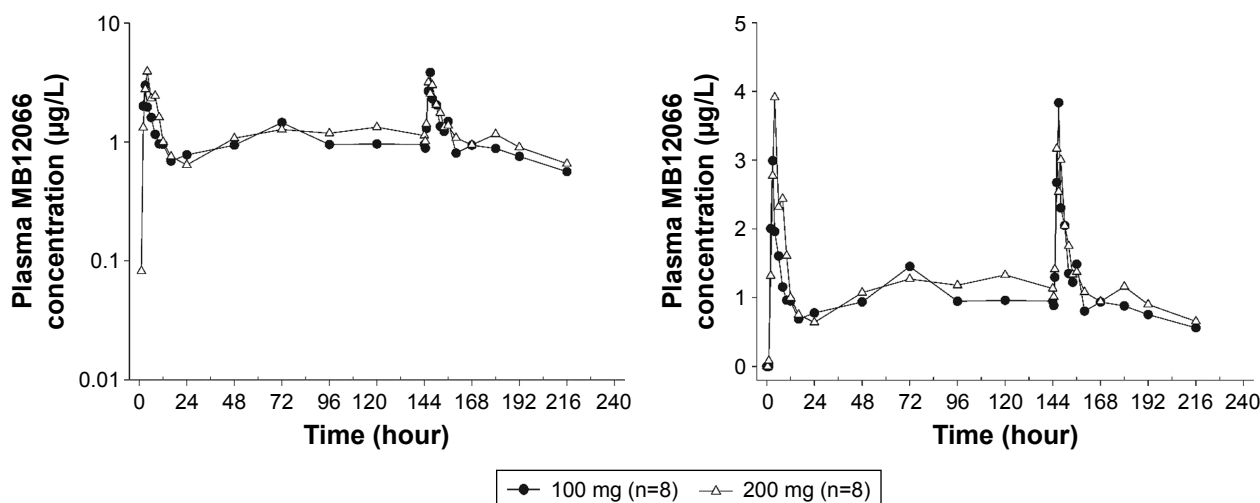 Plasma MB12066
concentration (µg/L)
10
1
0.1
0.01
0 24 48 72 96 120 144 168 192 216 240
Time (hour)
Plasma MB12066
concentration (µg/L)
5
4
3
2
1
0
0 24 48 72 96 120 144 168 192 216 240
Time (hour)
100 mg (n=8) 200 mg (n=8)